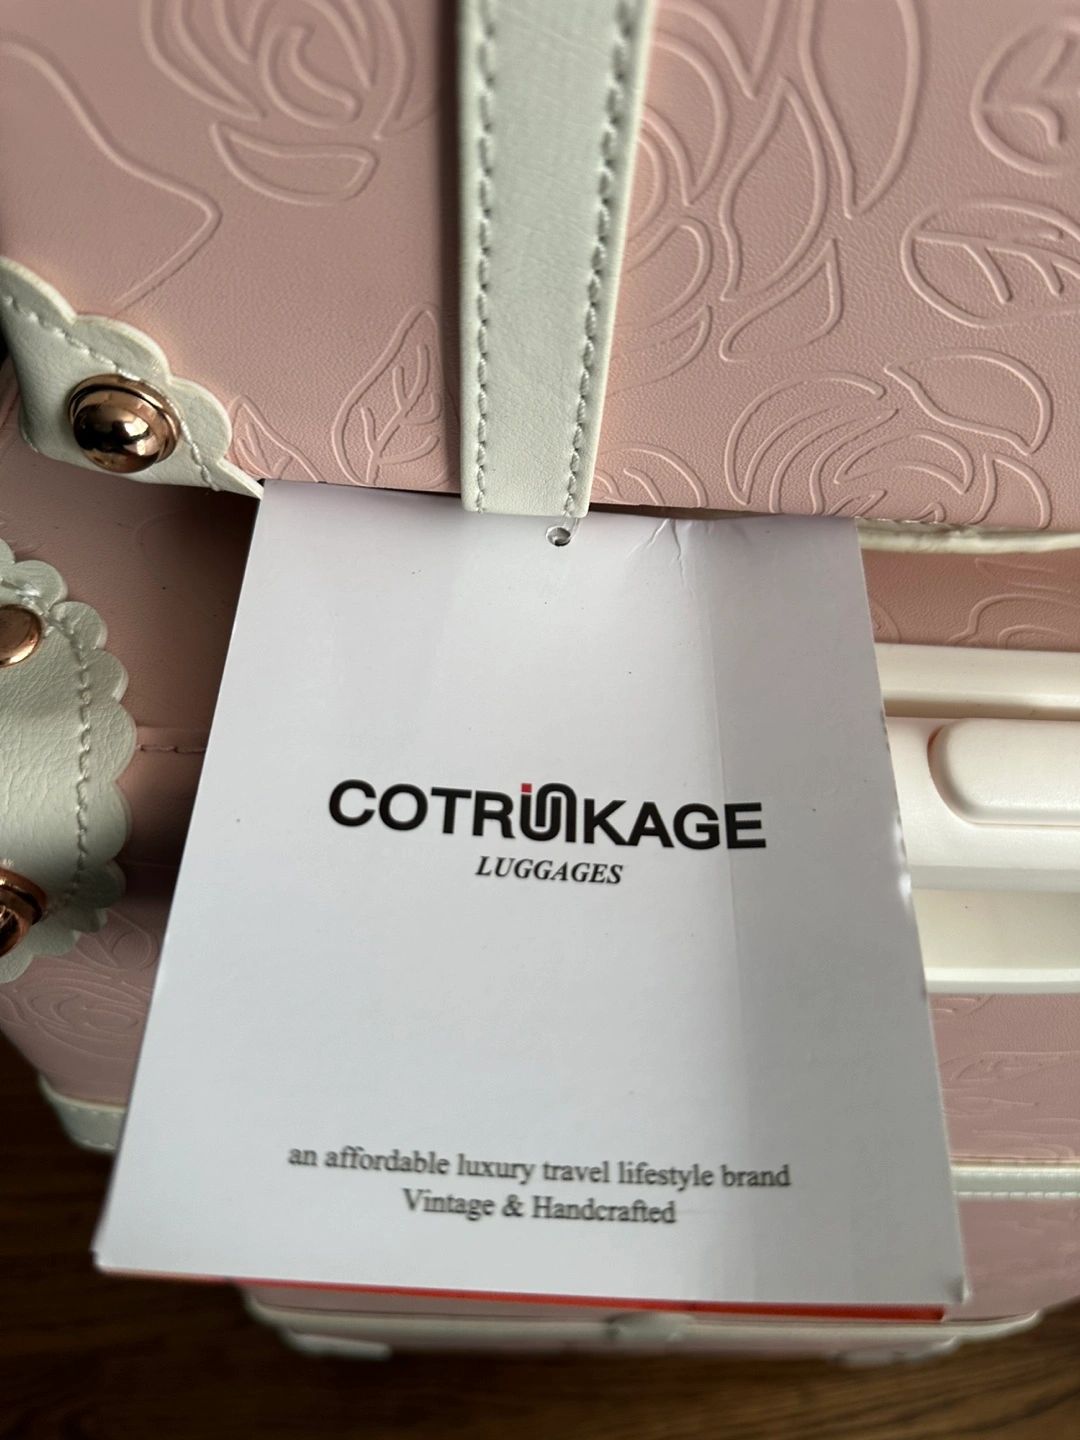 COTRUNKAGE
LUGGAGES
an affordable luxury travel lifestyle brand
Vintage & Handcrafted